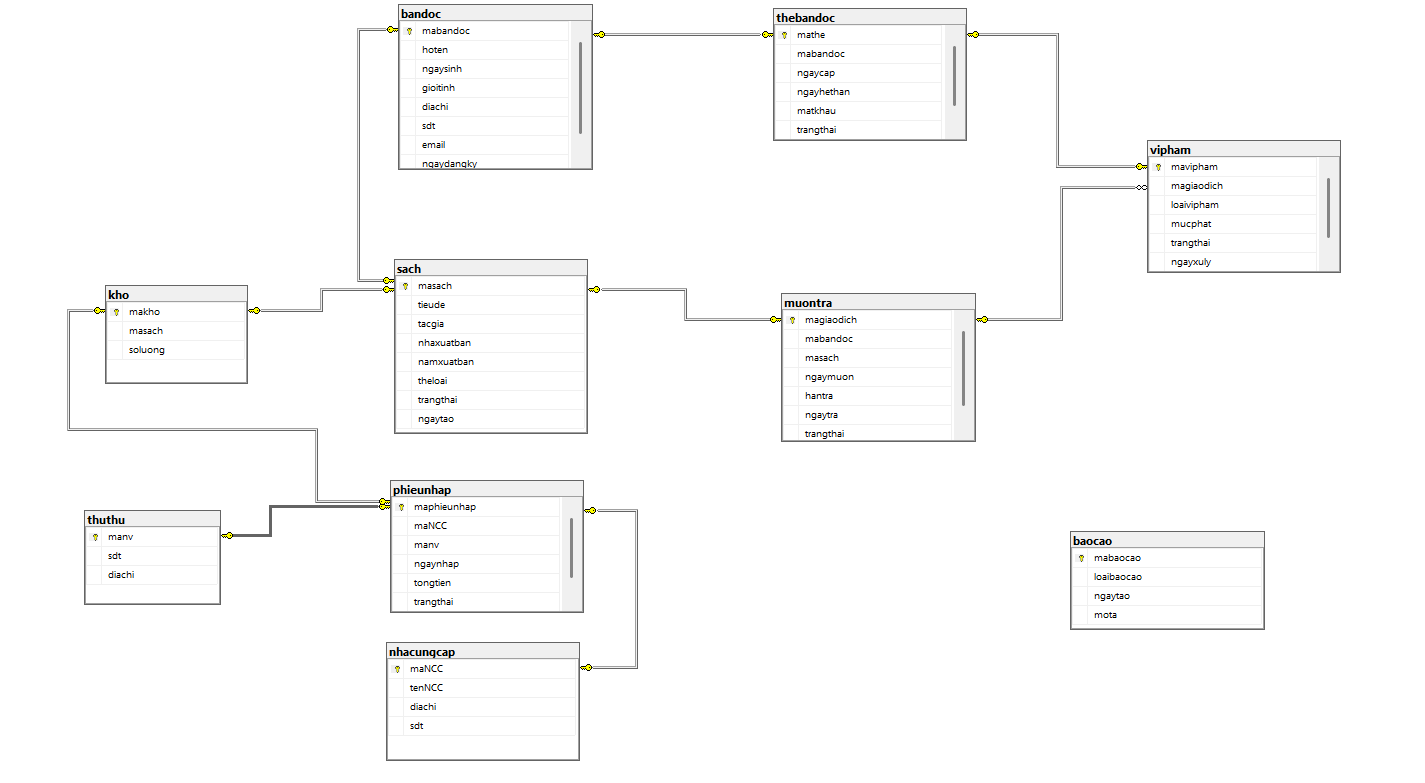 bandoc
mabandoc
hoten
ngaysinh
gioitinh
diachi
sdt
email
ngaydangky
thebandoc
mathe
mabandoc
ngaycap
ngayhethan
matkhau
trangthai
vipham
mavipham
magiaodich
loaivipham
mucphat
trangthai
ngayxuly
sach
masach
tieude
tacgia
nhaxuatban
namxuatban
theloai
trangthai
ngaytao
kho
makho
masach
soluong
muontra
magiaodich
mabandoc
masach
ngaymuon
hantra
ngaytra
trangthai
phieunhap
maphieunhap
maNCC
manv
ngaynhap
tongtien
trangthai
thuthu
manv
sdt
diachi
baocao
mabaocao
loaibaocao
ngaytao
mota
nhacungcap
maNCC
tenNCC
diachi
sdt